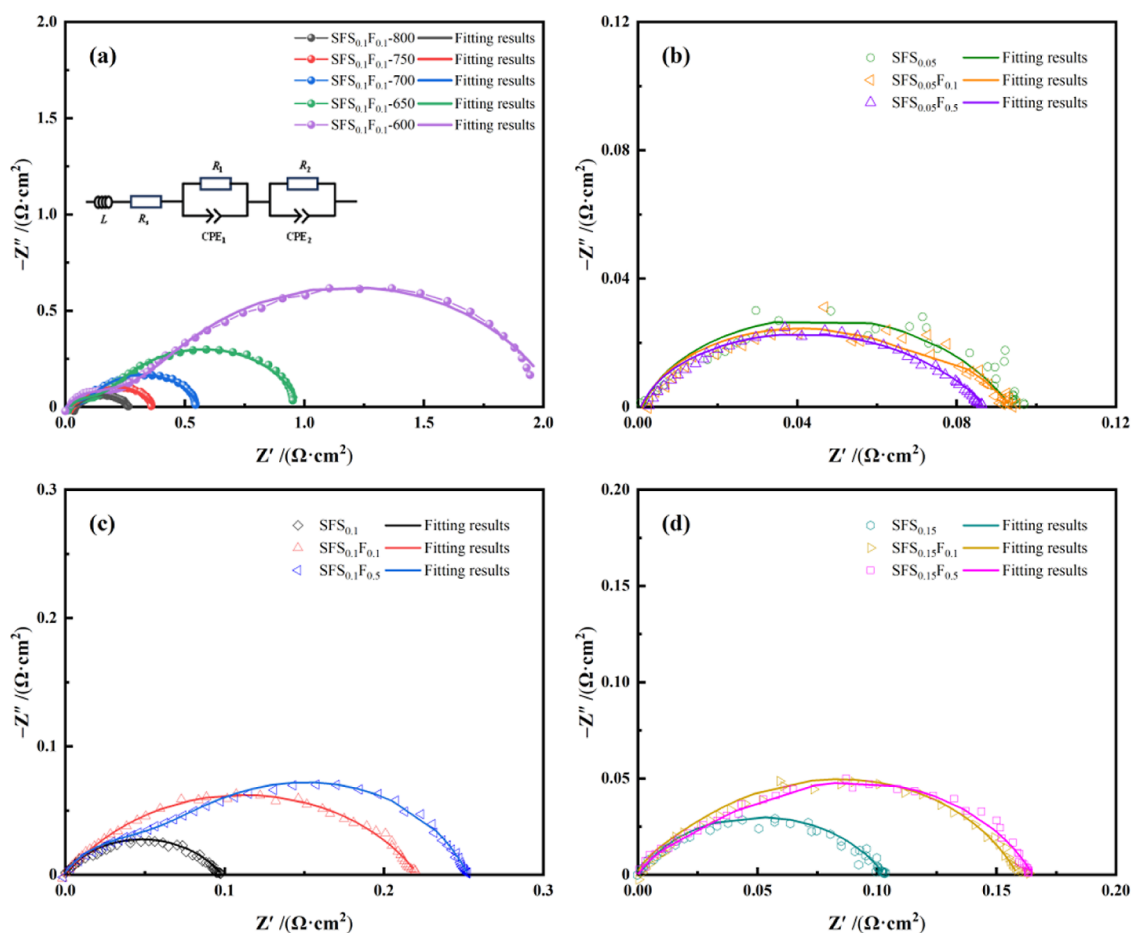 (a)
SFS0.1F0.1-800 Fitting results
SFS0.1F0.1-750 Fitting results
SFS0.1F0.1-700 Fitting results
SFS0.1F0.1-650 Fitting results
SFS0.1F0.1-600 Fitting results
L
Rs
R1
CPE1
R2
CPE2
2.0
1.5
1.0
0.5
0
0.0 0.5 1.0 1.5 2.0
−Z″ /(Ω·cm²)
Z′ /(Ω·cm²)
(b)
SFS0.05 Fitting results
SFS0.05F0.1 Fitting results
SFS0.05F0.5 Fitting results
0.12
0.08
0.04
0
0.00 0.04 0.08 0.12
−Z″ /(Ω·cm²)
Z′ /(Ω·cm²)
(c)
SFS0.1 Fitting results
SFS0.1F0.1 Fitting results
SFS0.1F0.5 Fitting results
0.3
0.2
0.1
0
0.0 0.1 0.2 0.3
−Z″ /(Ω·cm²)
Z′ /(Ω·cm²)
(d)
SFS0.15 Fitting results
SFS0.15F0.1 Fitting results
SFS0.15F0.5 Fitting results
0.20
0.15
0.10
0.05
0
0.00 0.05 0.10 0.15 0.20
−Z″ /(Ω·cm²)
Z′ /(Ω·cm²)